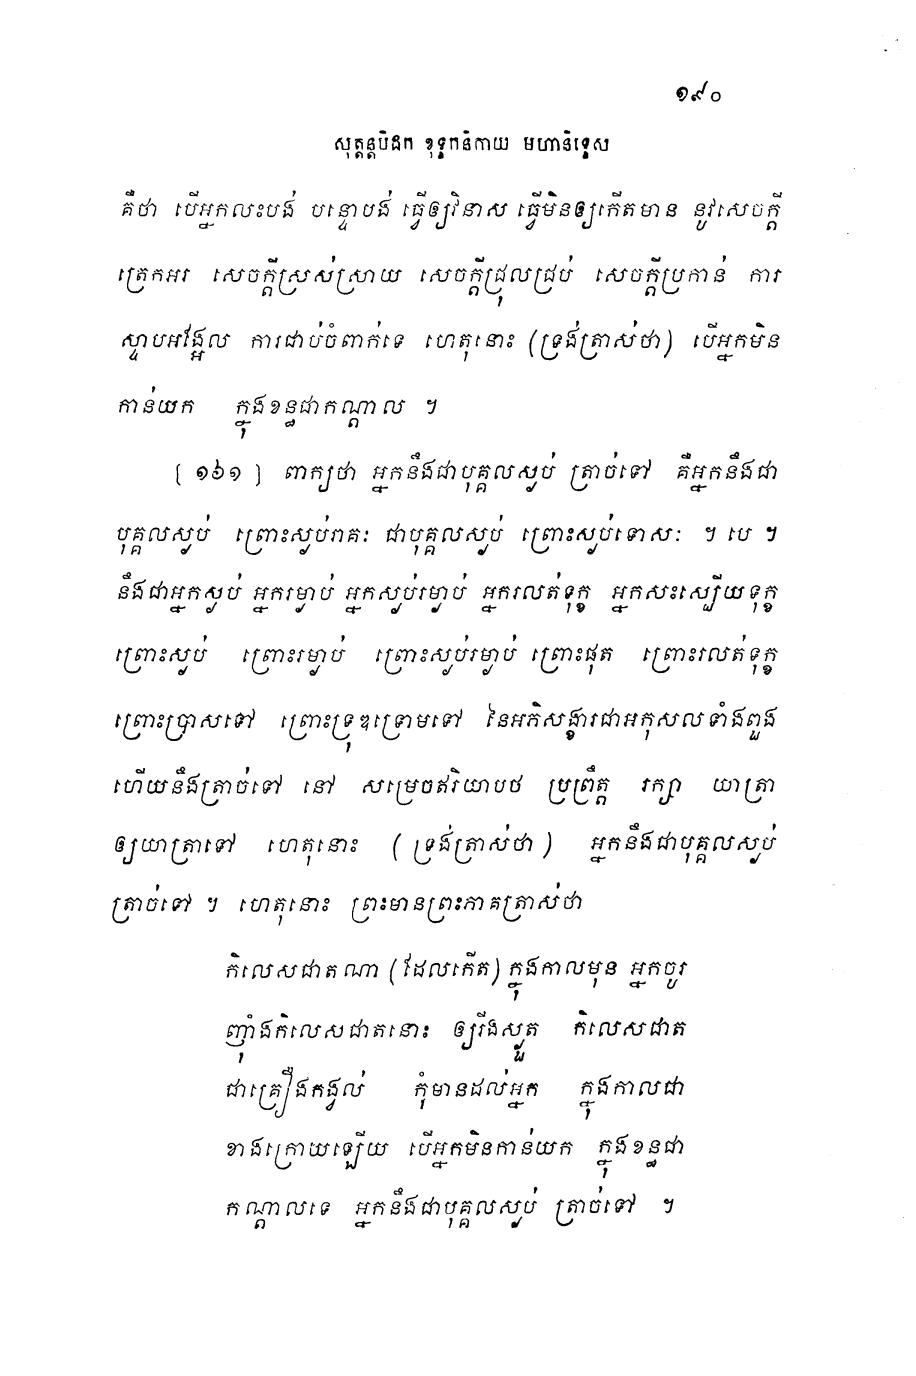 ១៩០
សុត្តន្តបិដក ខុទ្ទកនិកាយ មហានិទ្ទេស
គឺថា បើអ្នកលះបង់ បន្ទោបង់ ធ្វើឲ្យវិនាស ធ្វើមិនឲ្យកើតមាន នូវសេចក្តី
ត្រេកអរ សេចក្តីស្រស់ស្រាយ សេចក្តីជ្រុលជ្រប់ សេចក្តីប្រកាន់ ការ
ស្ទាបអង្អែល ការជាប់ចំពាក់ទេ ហេតុនោះ (ទ្រង់ត្រាស់ថា) បើអ្នកមិន
កាន់យក ក្នុងខន្ធជាកណ្តាល ។
[ ១៦១ ] ពាក្យថា អ្នកនឹងជាបុគ្គលស្ងប់ ត្រាច់ទៅ គឺអ្នកនឹងជា
បុគ្គលស្ងប់ ព្រោះស្ងប់រាគៈ ជាបុគ្គលស្ងប់ ព្រោះស្ងប់ទោសៈ ។ បេ ។
នឹងជាអ្នកស្ងប់ អ្នករម្ងាប់ អ្នកស្ងប់រម្ងាប់ អ្នករលត់ទុក្ខ អ្នកសះស្បើយទុក្ខ
ព្រោះស្ងប់ ព្រោះរម្ងាប់ ព្រោះស្ងប់រម្ងាប់ ព្រោះផុត ព្រោះរលត់ទុក្ខ
ព្រោះប្រាសទៅ ព្រោះទ្រុឌទ្រោមទៅ នៃអភិសង្ខារជាអកុសលទាំងពួង
ហើយនឹងត្រាច់ទៅ នៅ សម្រេចឥរិយាបថ ប្រព្រឹត្ត រក្សា យាត្រា
ឲ្យយាត្រាទៅ ហេតុនោះ ( ទ្រង់ត្រាស់ថា ) អ្នកនឹងជាបុគ្គលស្ងប់
ត្រាច់ទៅ ។ ហេតុនោះ ព្រះមានព្រះភាគត្រាស់ថា
កិលេសជាតណា (ដែលកើត) ក្នុងកាលមុន អ្នកចូរ
ញ៉ាំងកិលេសជាតនោះ ឲ្យរីងស្ងួត កិលេសជាត
ជាគ្រឿងកង្វល់ កុំមានដល់អ្នក ក្នុងកាលជា
ខាងក្រោយឡើយ បើអ្នកមិនកាន់យក ក្នុងខន្ធជា
កណ្តាលទេ អ្នកនឹងជាបុគ្គលស្ងប់ ត្រាច់ទៅ ។